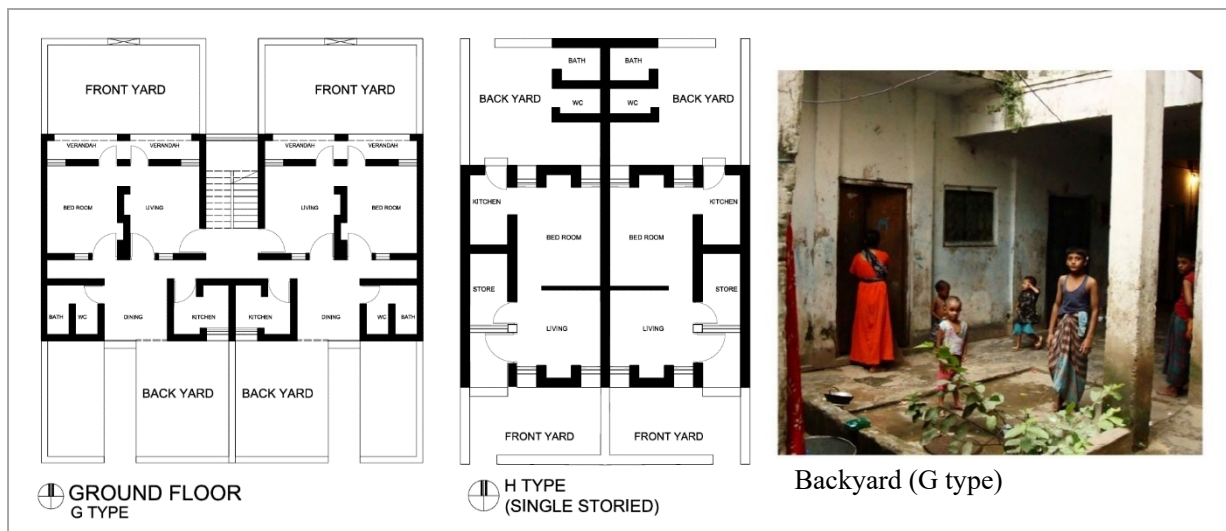 FRONT YARD
FRONT YARD
VERANDAH
VERANDAH
VERANDAH
VERANDAH
BED ROOM
LIVING
LIVING
BED ROOM
BATH
WC
DINING
KITCHEN
KITCHEN
DINING
WC
BATH
BACK YARD
BACK YARD
GROUND FLOOR
G TYPE
BATH
BATH
BACK YARD
BACK YARD
WC
WC
KITCHEN
KITCHEN
BED ROOM
BED ROOM
STORE
STORE
LIVING
LIVING
FRONT YARD
FRONT YARD
H TYPE
(SINGLE STORIED)
Backyard (G type)